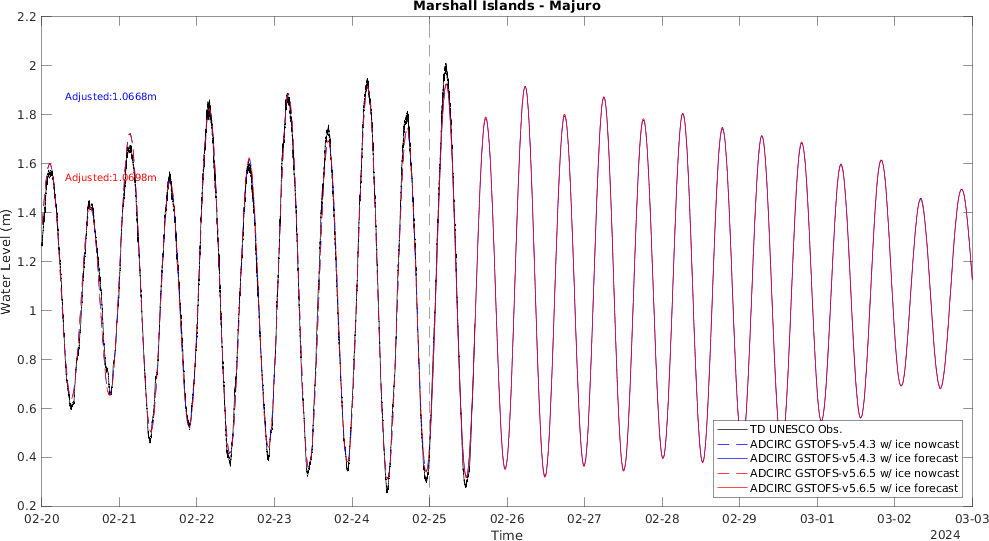 Marshall Islands - Majuro
2.2
2
1.8
1.6
1.4
1.2
1
0.8
0.6
0.4
0.2
Water Level (m)
Adjusted:1.0668m
Adjusted:1.0698m
TD UNESCO Obs.
ADCIRC GSTOFS-v5.4.3 w/ ice nowcast
ADCIRC GSTOFS-v5.4.3 w/ ice forecast
ADCIRC GSTOFS-v5.6.5 w/ ice nowcast
ADCIRC GSTOFS-v5.6.5 w/ ice forecast
02-20 02-21 02-22 02-23 02-24 02-25 02-26 02-27 02-28 02-29 03-01 03-02 03-03
Time
2024